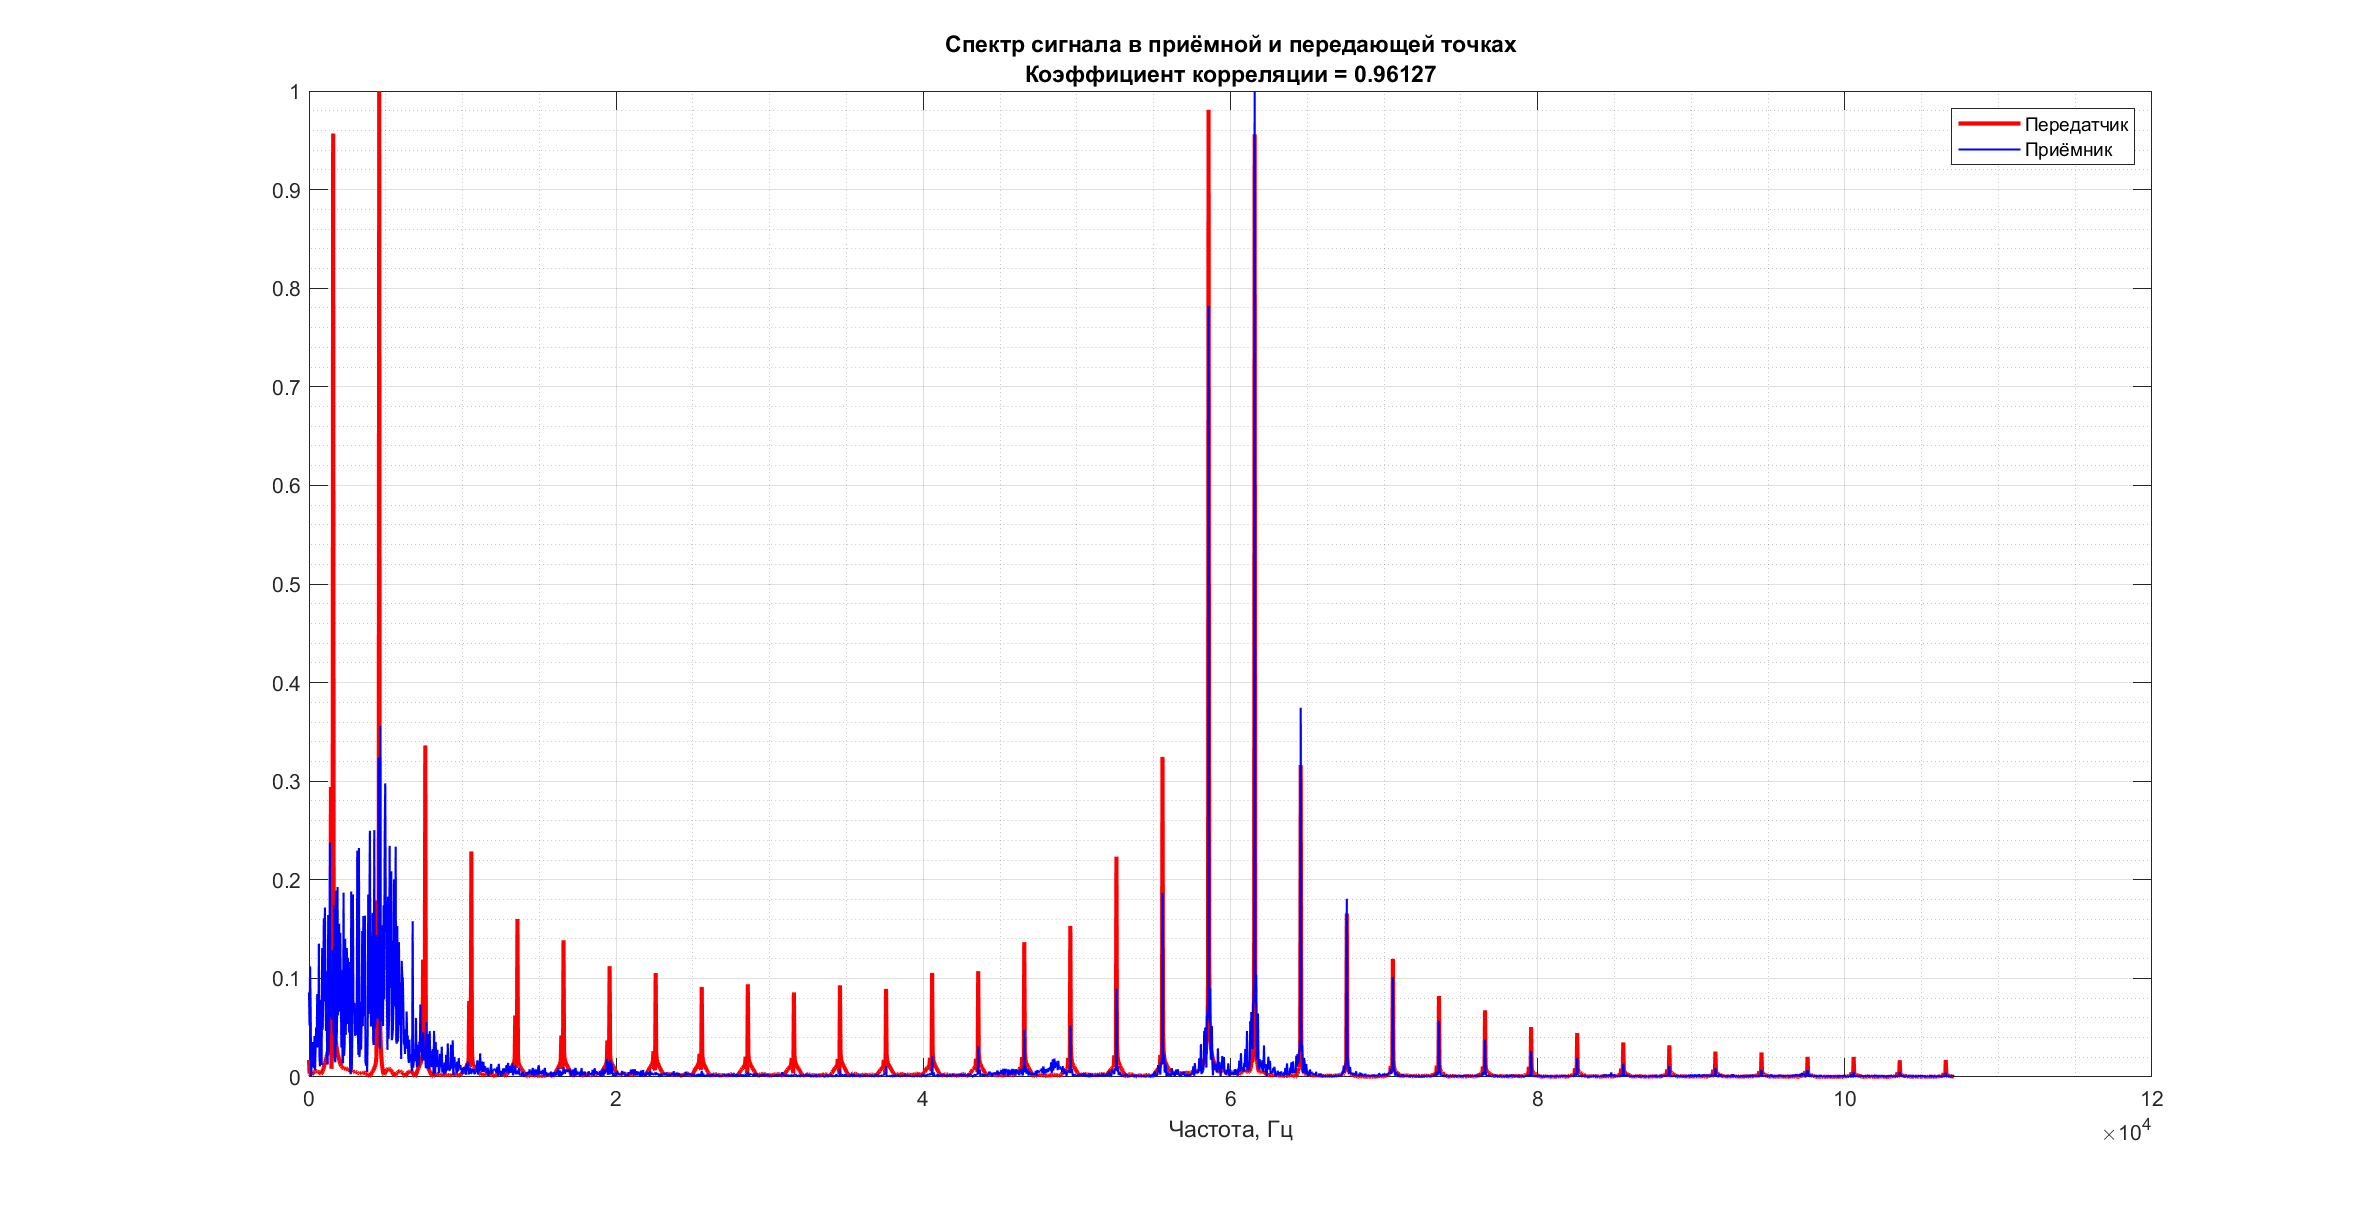 Спектр сигнала в приёмной и передающей точках
Коэффициент корреляции = 0.96127
1
0.9
0.8
0.7
0.6
0.5
0.4
0.3
0.2
0.1
0
Передатчик
Приёмник
0 2 4 6 8 10 12
Частота, Гц
×10⁴